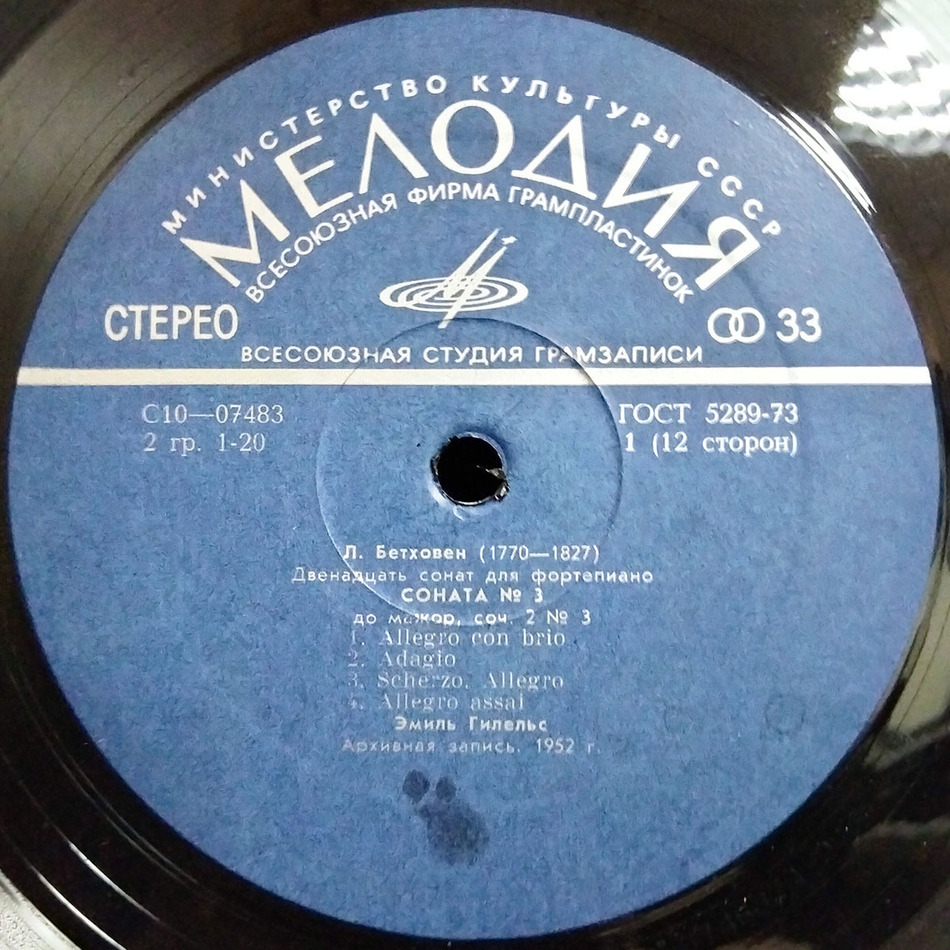 МИНИСТЕРСТВО КУЛЬТУРЫ СССР
МЕЛОДИЯ
ВСЕСОЮЗНАЯ ФИРМА ГРАМПЛАСТИНОК
СТЕРЕО
33
ВСЕСОЮЗНАЯ СТУДИЯ ГРАМЗАПИСИ
С10—07483
ГОСТ 5289-73
2 гр. 1-20
1 (12 сторон)
Л. Бетховен (1770—1827)
Двенадцать сонат для фортепиано
СОНАТА № 3
до мажор, соч. 2 № 3
1. Allegro con brio
2. Adagio
3. Scherzo. Allegro
4. Allegro assai
Эмиль Гилельс
Архивная запись. 1952 г.